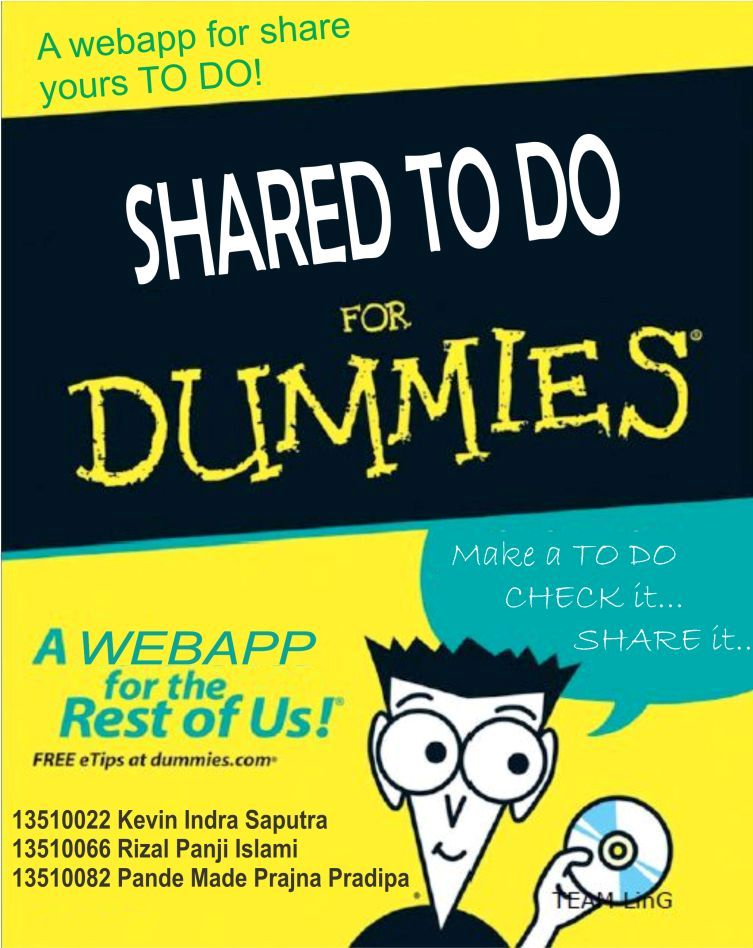 A webapp for share
yours TO DO!
SHARED TO DO
FOR
DUMMIES®
Make a TO DO
CHECK it...
SHARE it..
A WEBAPP
for the
Rest of Us!®
FREE eTips at dummies.com®
13510022 Kevin Indra Saputra
13510066 Rizal Panji Islami
13510082 Pande Made Prajna Pradipa
TEAM LinG